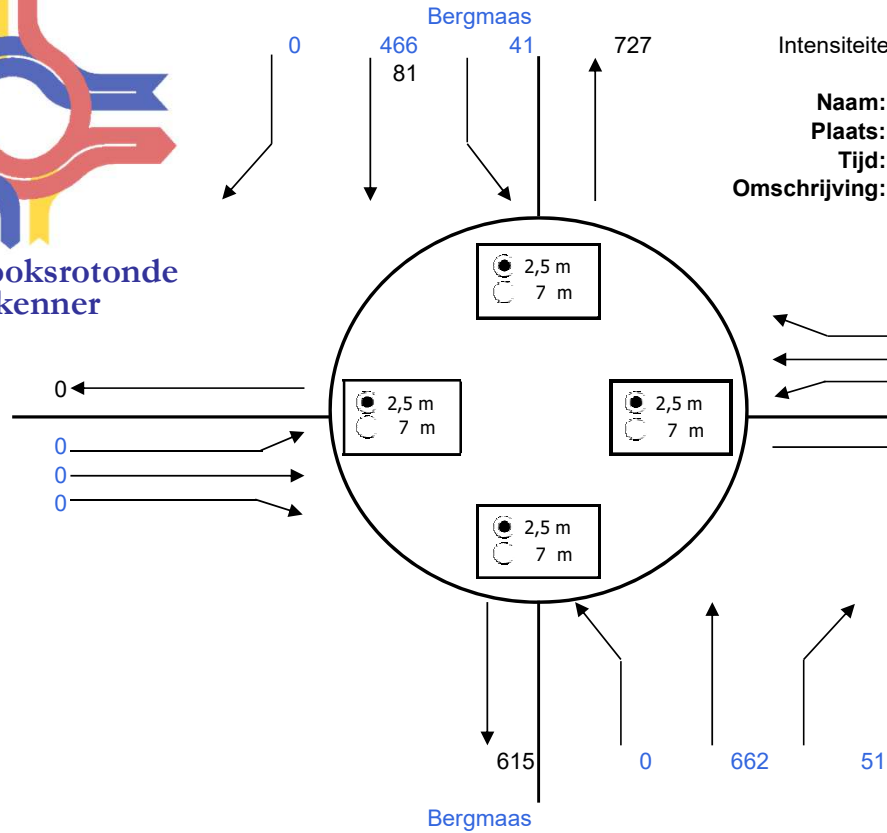 Bergmaas
0 466 41 727 Intensiteite
81
Naam:
Plaats:
Tijd:
Omschrijving:
ooksrotonde
kenner
2,5 m
7 m
0
2,5 m
7 m
2,5 m
7 m
0
0
0
2,5 m
7 m
615 0 662 51
Bergmaas